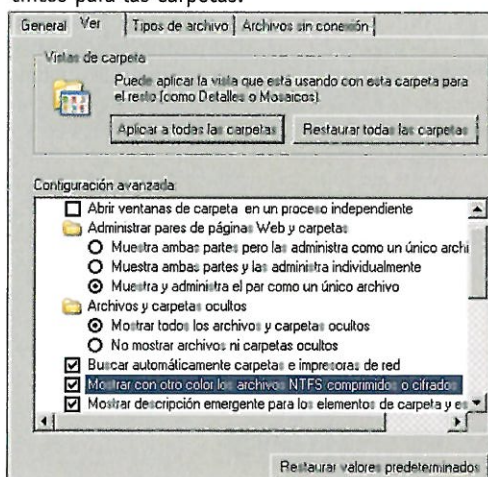 para las carpetas.
General Ver Tipos de archivo Archivos sin conexión
Vistas de carpeta
Puede aplicar la vista que está usando con esta carpeta para
el resto (como Detalles o Mosaicos).
Aplicar a todas las carpetas Restaurar todas las carpetas
Configuración avanzada:
Abrir ventanas de carpeta en un proceso independiente
Administrar pares de páginas Web y carpetas
Muestra ambas partes pero las administra como un único archi
Muestra ambas partes y las administra individualmente
Muestra y administra el par como un único archivo
Archivos y carpetas ocultos
Mostrar todos los archivos y carpetas ocultos
No mostrar archivos ni carpetas ocultos
Buscar automáticamente carpetas e impresoras de red
Mostrar con otro color los archivos NTFS comprimidos o cifrados
Mostrar descripción emergente para los elementos de carpeta y es
Restaurar valores predeterminados